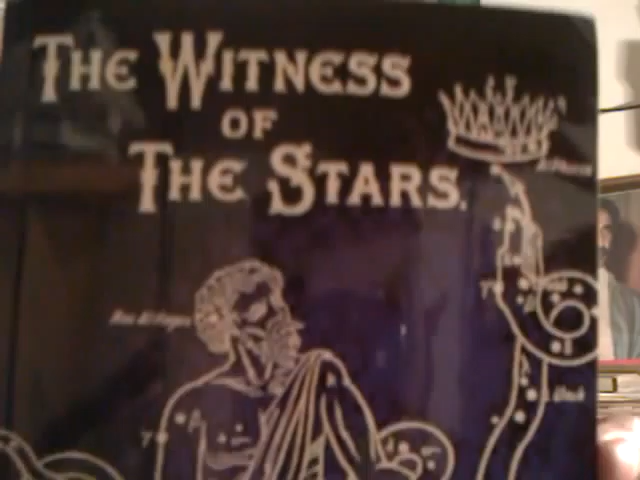 THE WITNESS
OF
THE STARS.